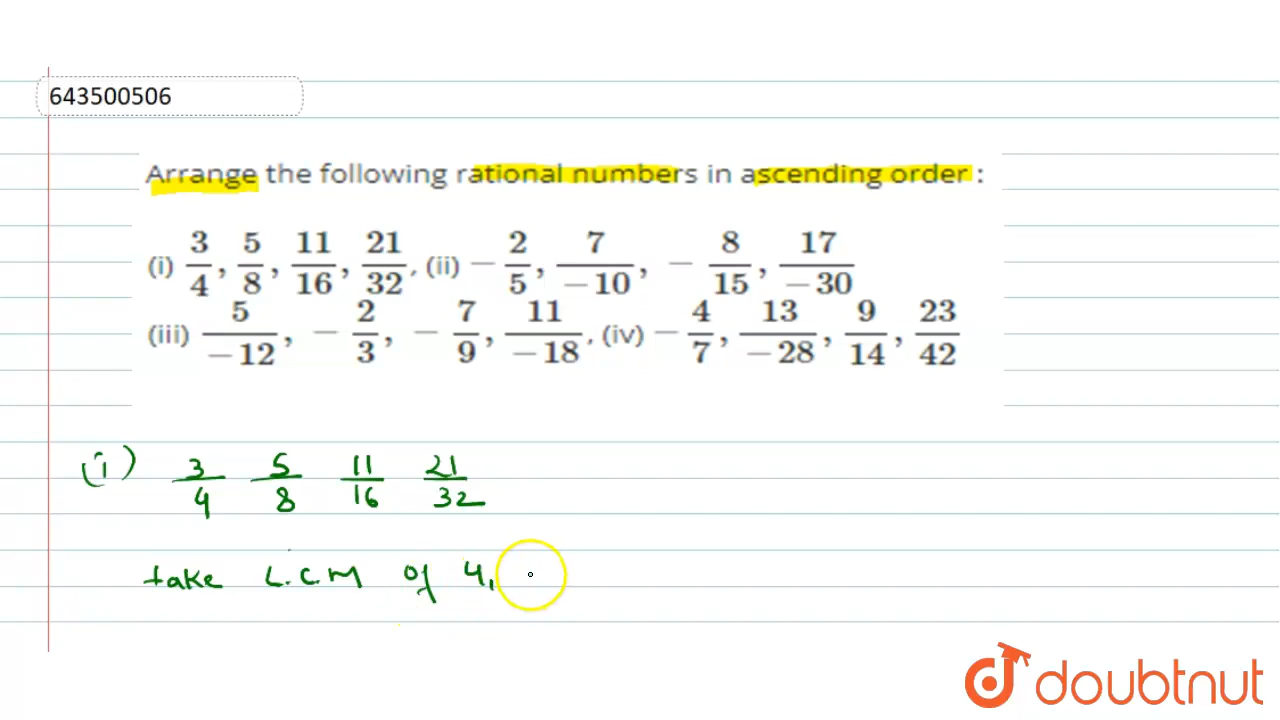 643500506
Arrange the following rational numbers in ascending order :
(i) 3/4, 5/8, 11/16, 21/32, (ii) −2/5, 7/−10, −8/15, 17/−30
(iii) 5/−12, −2/3, −7/9, 11/−18, (iv) −4/7, 13/−28, 9/14, 23/42
(i) 3/4 5/8 11/16 21/32
take L.C.M of 4,
doubtnut